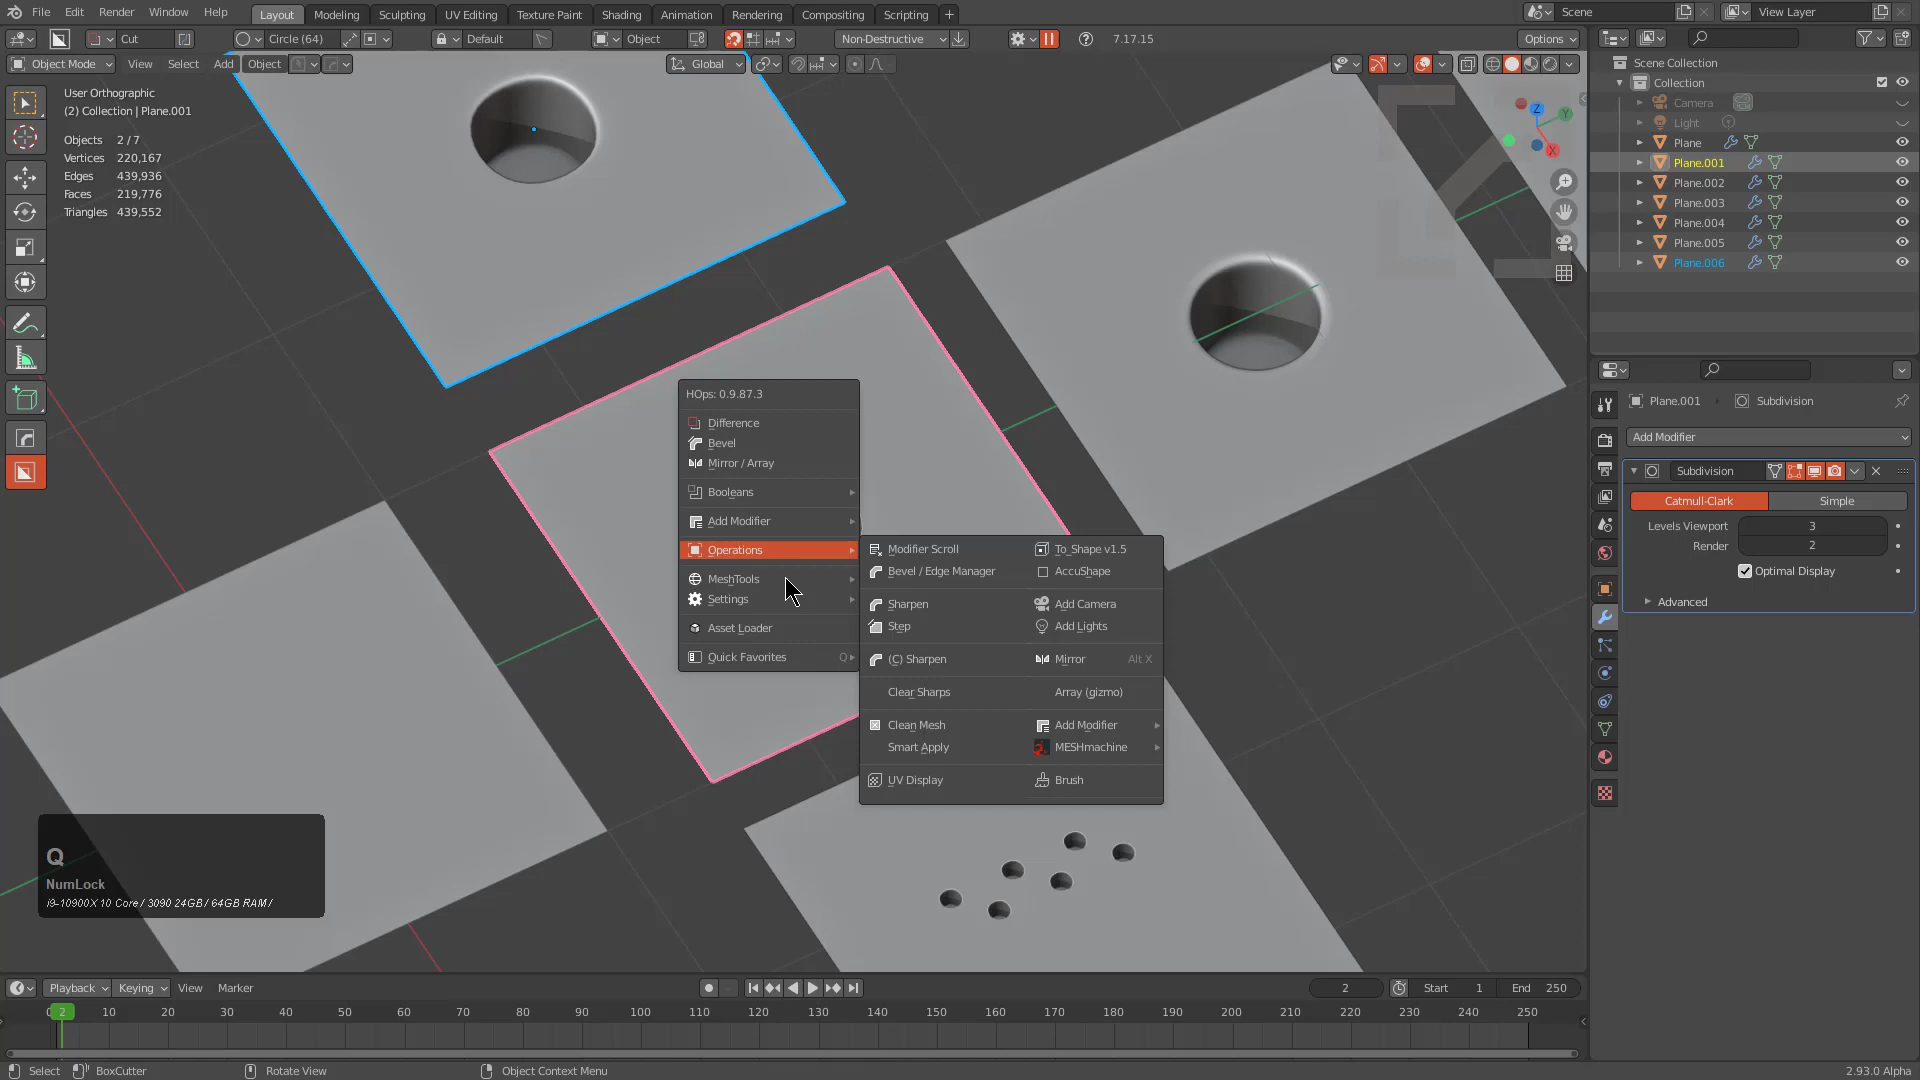 File Edit Render Window Help Layout Modeling Sculpting UV Editing Texture Paint Shading Animation Rendering Compositing Scripting + Scene View Layer
Cut Circle (64) Default Object Non-Destructive 7.17.15 Options
Object Mode View Select Add Object Global
User Orthographic
(2) Collection | Plane.001
Objects 2 / 7
Vertices 220,167
Edges 439,936
Faces 219,776
Triangles 439,552
Z
Y
X
Scene Collection
Collection
Camera
Light
Plane
Plane.001
Plane.002
Plane.003
Plane.004
Plane.005
Plane.006
Plane.001 Subdivision
Add Modifier
Subdivision
Catmull-Clark Simple
Levels Viewport 3
Render 2
Optimal Display
Advanced
HOps: 0.9.87.3
Difference
Bevel
Mirror / Array
Booleans
Add Modifier
Operations
MeshTools
Settings
Asset Loader
Quick Favorites Q
Modifier Scroll To_Shape v1.5
Bevel / Edge Manager AccuShape
Sharpen Add Camera
Step Add Lights
(C) Sharpen Mirror Alt X
Clear Sharps Array (gizmo)
Clean Mesh Add Modifier
Smart Apply MESHmachine
UV Display Brush
Q
NumLock
i9-10900X 10 Core / 3090 24GB / 64GB RAM /
Playback Keying View Marker 2 Start 1 End 250
0 2 10 20 30 40 50 60 70 80 90 100 110 120 130 140 150 160 170 180 190 200 210 220 230 240 250
Select BoxCutter Rotate View Object Context Menu 2.93.0 Alpha